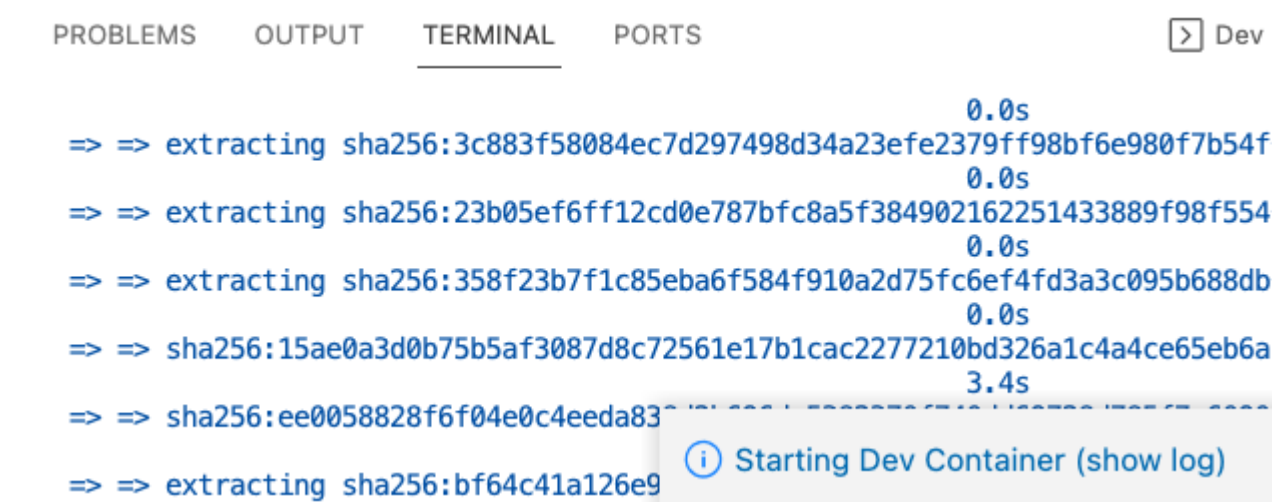 PROBLEMS OUTPUT TERMINAL PORTS Dev
0.0s
=> => extracting sha256:3c883f58084ec7d297498d34a23efe2379ff98bf6e980f7b54f
0.0s
=> => extracting sha256:23b05ef6ff12cd0e787bfc8a5f384902162251433889f98f554
0.0s
=> => extracting sha256:358f23b7f1c85eba6f584f910a2d75fc6ef4fd3a3c095b688db
0.0s
=> => sha256:15ae0a3d0b75b5af3087d8c72561e17b1cac2277210bd326a1c4a4ce65eb6a
3.4s
=> => sha256:ee0058828f6f04e0c4eeda83
Starting Dev Container (show log)
=> => extracting sha256:bf64c41a126e9